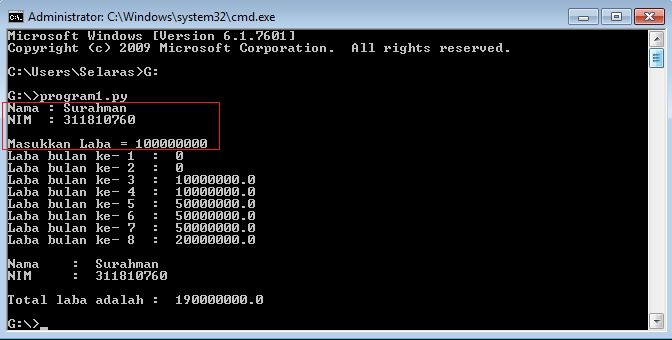 Administrator: C:\Windows\system32\cmd.exe
Microsoft Windows [Version 6.1.7601]
Copyright (c) 2009 Microsoft Corporation.  All rights reserved.
C:\Users\Selaras>G:
G:\>program1.py
Nama : Surahman
NIM  : 311810760
Masukkan Laba = 100000000
Laba bulan ke- 1  :  0
Laba bulan ke- 2  :  0
Laba bulan ke- 3  :  10000000.0
Laba bulan ke- 4  :  10000000.0
Laba bulan ke- 5  :  50000000.0
Laba bulan ke- 6  :  50000000.0
Laba bulan ke- 7  :  50000000.0
Laba bulan ke- 8  :  20000000.0
Nama    :  Surahman
NIM     :  311810760
Total laba adalah :  190000000.0
G:\>_